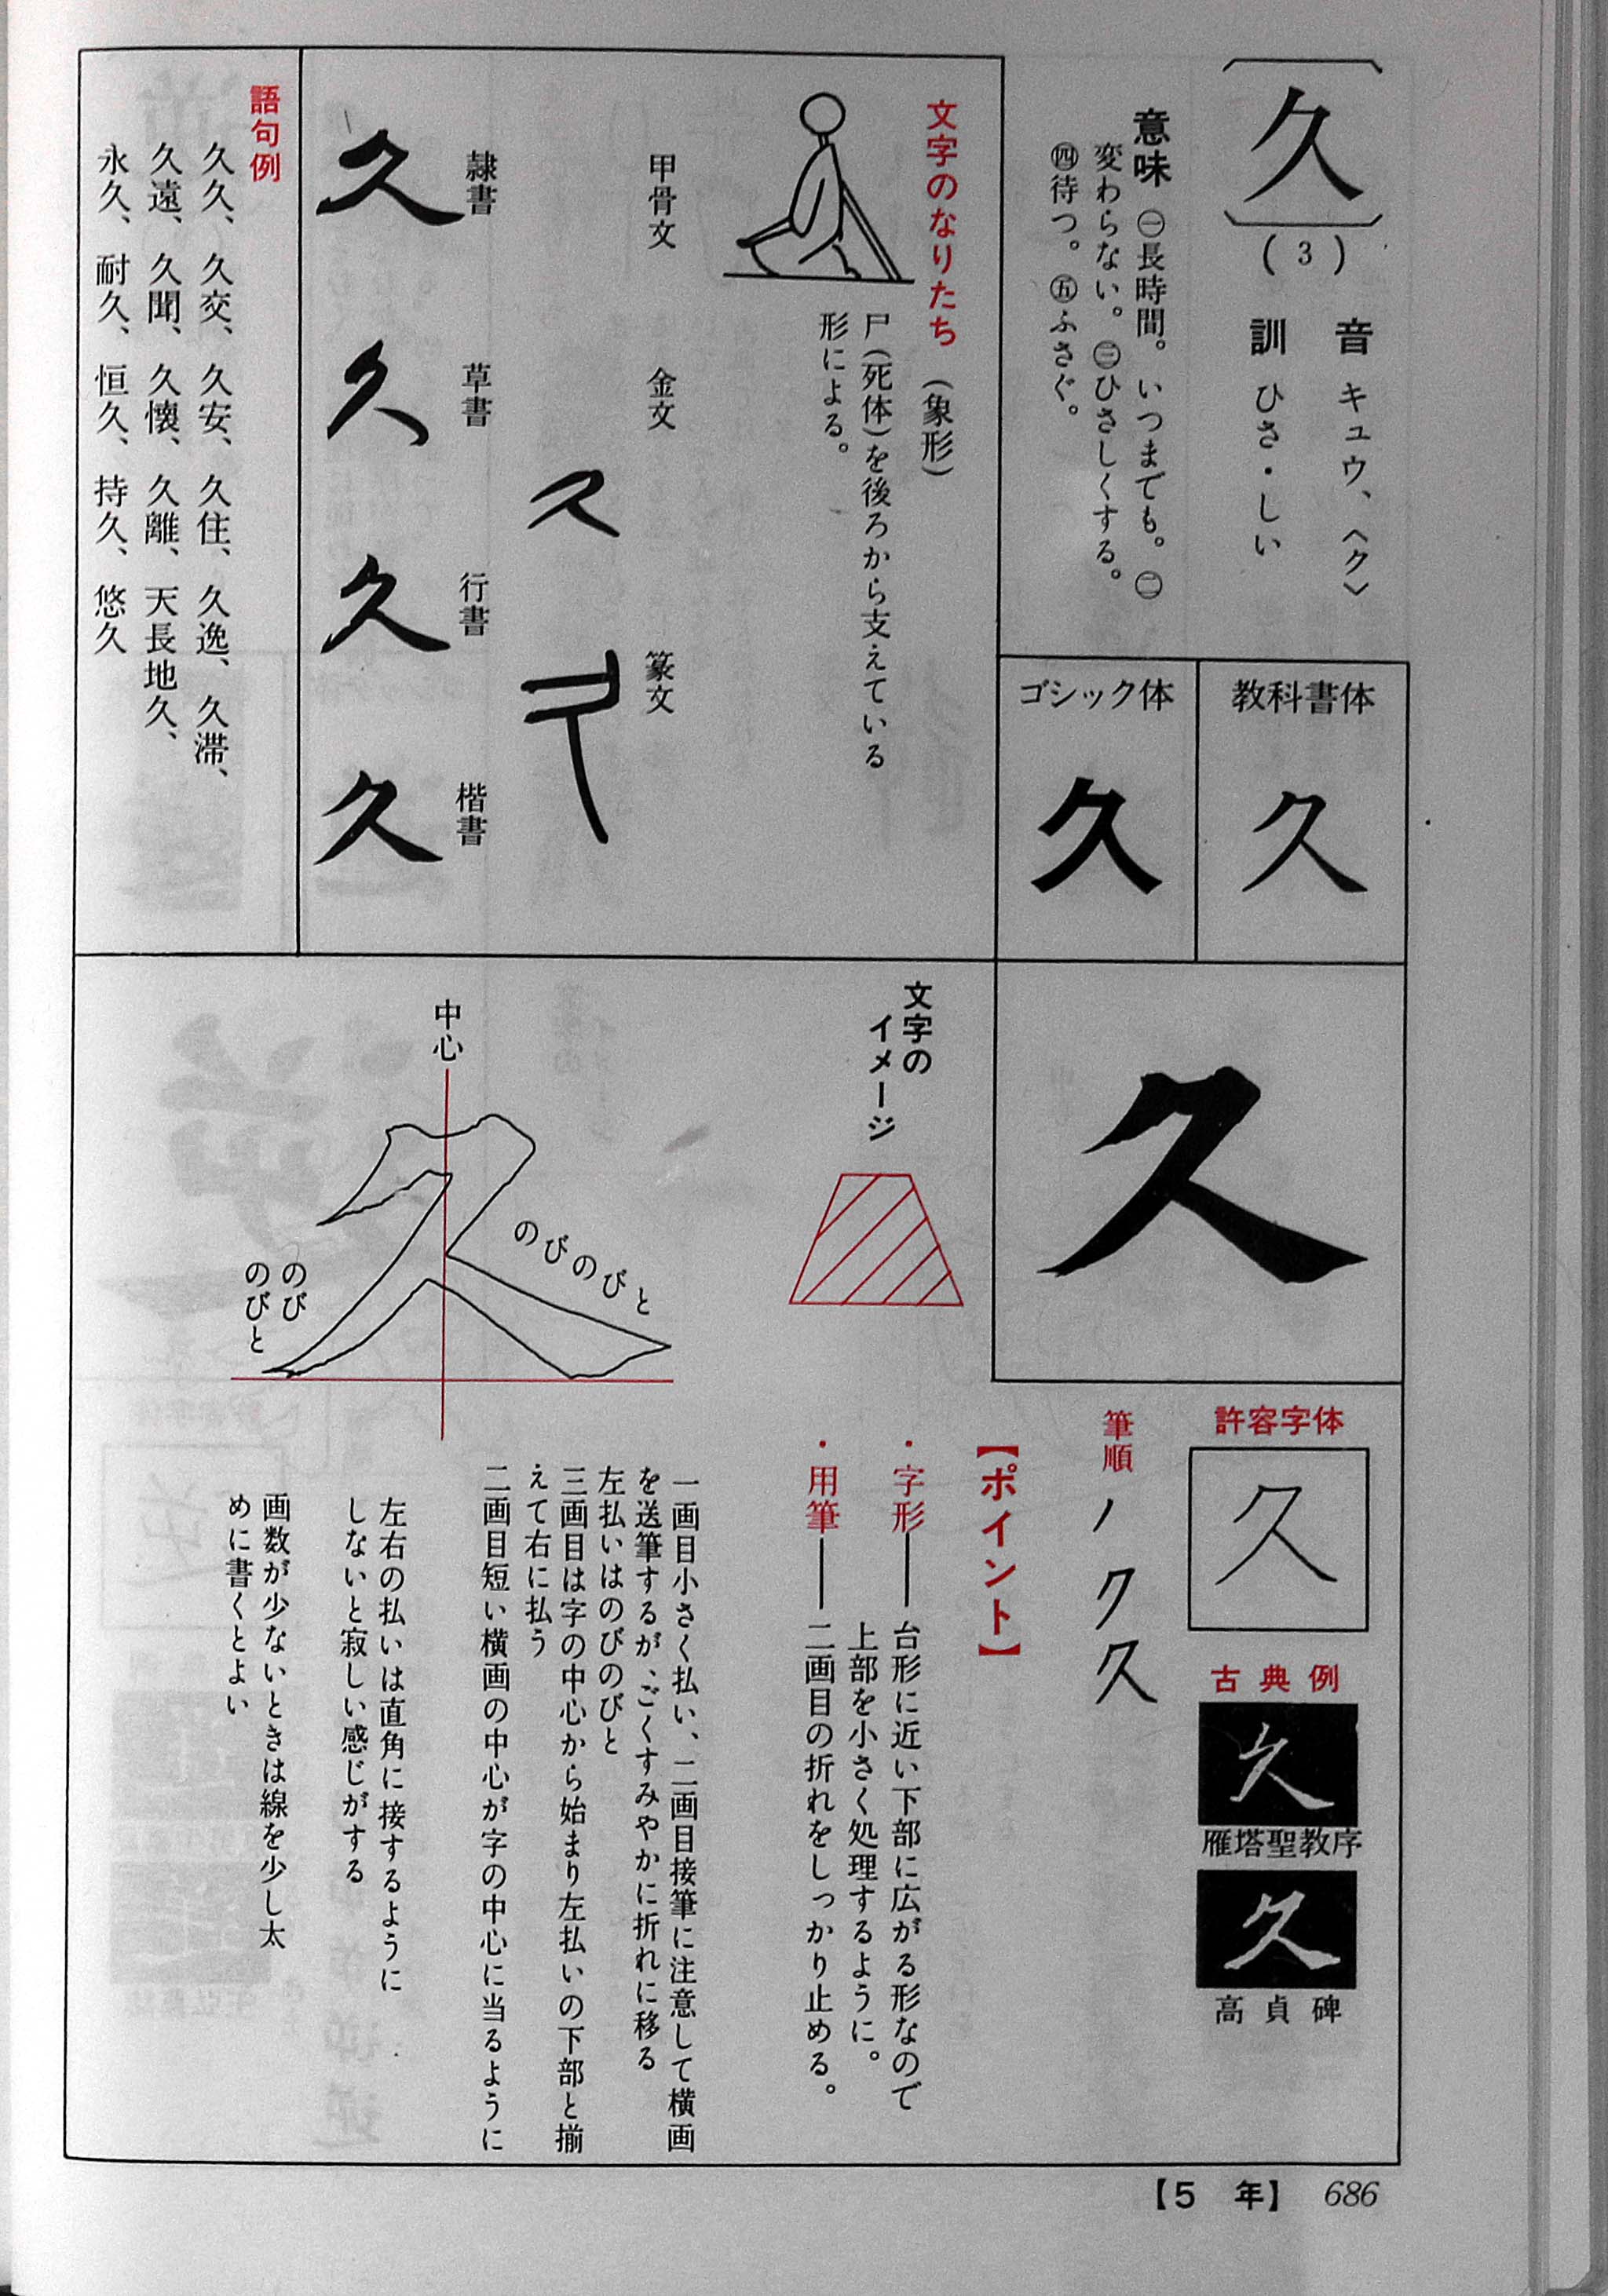 久
(3)
音 キュウ、〈ク〉
訓 ひさ・しい
意味 ㊀長時間。いつまでも。㊁
変わらない。㊂ひさしくする。
㊃待つ。㊄ふさぐ。
教科書体
久
ゴシック体
久
文字のなりたち (象形)
尸(死体)を後ろから支えている
形による。
甲骨文 金文 篆文
久 久
隷書 草書 行書 楷書
久 久 久 久
語句例
久久、久交、久安、久住、久逸、久滞、
久遠、久聞、久懐、久離、天長地久、
永久、耐久、恒久、持久、悠久
久
文字の
イメージ
中心
のびのびと
のび
のびと
許容字体
久
古典例
久
雁塔聖教序
久
高貞碑
筆順 ノ ク 久
【ポイント】
・字形―台形に近い下部に広がる形なので
上部を小さく処理するように。
・用筆―二画目の折れをしっかり止める。
一画目小さく払い、二画目接筆に注意して横画
を送筆するが、ごくすみやかに折れに移る
左払いはのびのびと
三画目は字の中心から始まり左払いの下部と揃
えて右に払う
二画目短い横画の中心が字の中心に当るように
左右の払いは直角に接するように
しないと寂しい感じがする
画数が少ないときは線を少し太
めに書くとよい
【5年】 686